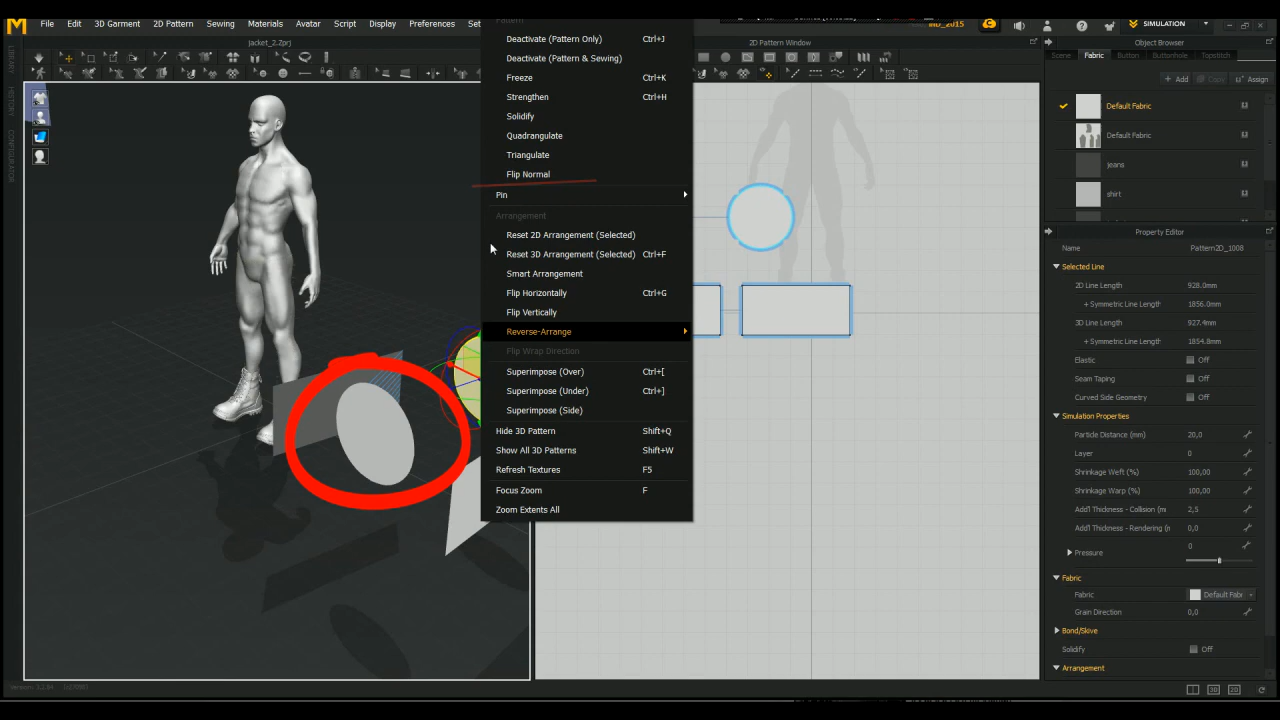 File Edit 3D Garment 2D Pattern Sewing Materials Avatar Script Display Preferences
MD_2015
SIMULATION
jacket_2.Zprj
2D Pattern Window
Object Browser
LIBRARY
HISTORY
CONFIGURATOR
Pattern
Deactivate (Pattern Only) Ctrl+J
Deactivate (Pattern & Sewing)
Freeze Ctrl+K
Strengthen Ctrl+H
Solidify
Quadrangulate
Triangulate
Flip Normal
Pin
Arrangement
Reset 2D Arrangement (Selected)
Reset 3D Arrangement (Selected) Ctrl+F
Smart Arrangement
Flip Horizontally Ctrl+G
Flip Vertically
Reverse-Arrange
Flip Wrap Direction
Superimpose (Over) Ctrl+[
Superimpose (Under) Ctrl+]
Superimpose (Side)
Hide 3D Pattern Shift+Q
Show All 3D Patterns Shift+W
Refresh Textures F5
Focus Zoom F
Zoom Extents All
Scene Fabric Button Buttonhole Topstitch
+ Add Copy Assign
Default Fabric
Default Fabric
jeans
shirt
Property Editor
Name Pattern2D_1008
Selected Line
2D Line Length 928.0mm
+ Symmetric Line Length 1856.0mm
3D Line Length 927.4mm
+ Symmetric Line Length 1854.8mm
Elastic Off
Seam Taping Off
Curved Side Geometry Off
Simulation Properties
Particle Distance (mm) 20,0
Layer 0
Shrinkage Weft (%) 100,00
Shrinkage Warp (%) 100,00
Add'l Thickness - Collision (m 2,5
Add'l Thickness - Rendering (n 0,0
Pressure 0
Fabric
Fabric Default Fabr
Grain Direction 0,0
Bond/Skive
Solidify Off
Arrangement
3D 2D